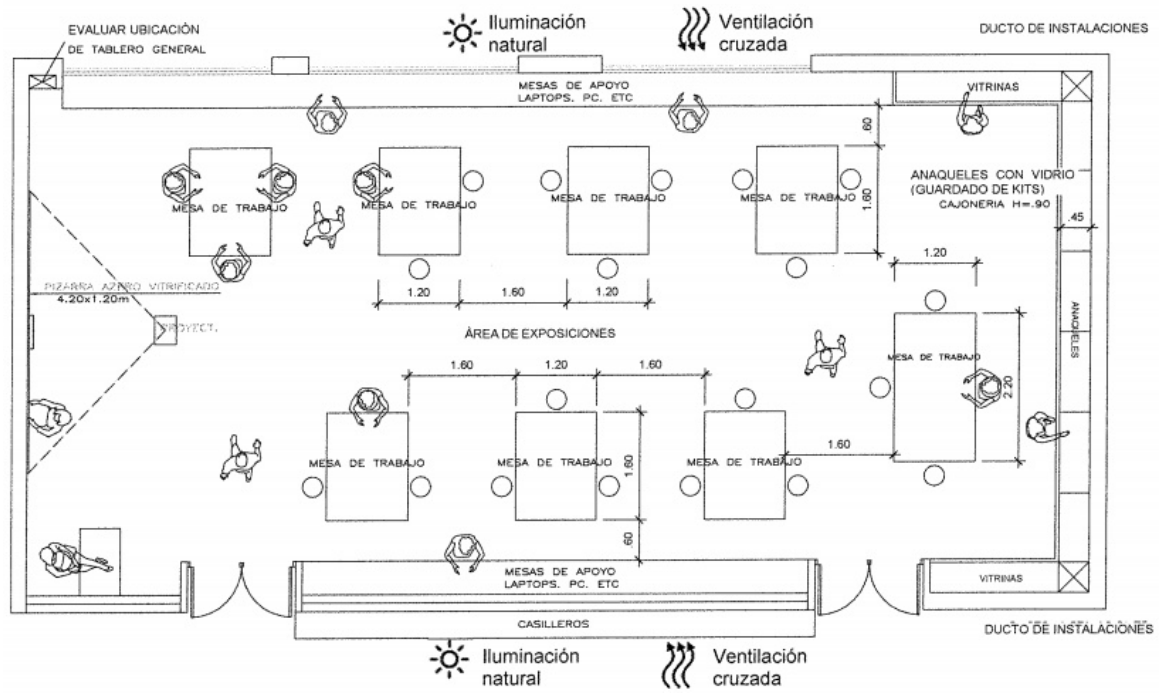 Iluminación
natural
Ventilación
cruzada
EVALUAR UBICACIÓN
DE TABLERO GENERAL
DUCTO DE INSTALACIONES
MESAS DE APOYO
LAPTOPS. PC. ETC
VITRINAS
.60
1.60
ANAQUELES CON VIDRIO
(GUARDADO DE KITS)
CAJONERIA H=.90
.45
MESA DE TRABAJO
MESA DE TRABAJO
MESA DE TRABAJO
MESA DE TRABAJO
1.20
PIZARRA AZERO VITRIFICADO
4.20x1.20m
1.20
1.60
1.20
PROYECT.
ÀREA DE EXPOSICIONES
ANAQUELES
MESA DE TRABAJO
2.20
1.60
1.20
1.60
1.60
MESA DE TRABAJO
MESA DE TRABAJO
MESA DE TRABAJO
1.60
.60
MESAS DE APOYO
LAPTOPS. PC. ETC
VITRINAS
CASILLEROS
DUCTO DE INSTALACIONES
Iluminación
natural
Ventilación
cruzada